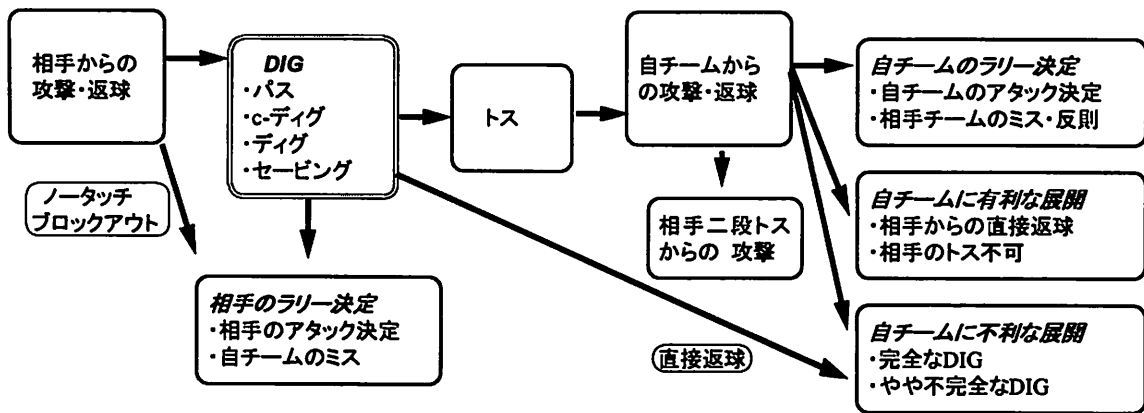 相手からの
攻撃・返球
DIG
・パス
・c-ディグ
・ディグ
・セービング
トス
自チームから
の攻撃・返球
自チームのラリー決定
・自チームのアタック決定
・相手チームのミス・反則
ノータッチ
ブロックアウト
相手二段トス
からの 攻撃
自チームに有利な展開
・相手からの直接返球
・相手のトス不可
相手のラリー決定
・相手のアタック決定
・自チームのミス
直接返球
自チームに不利な展開
・完全なDIG
・やや不完全なDIG